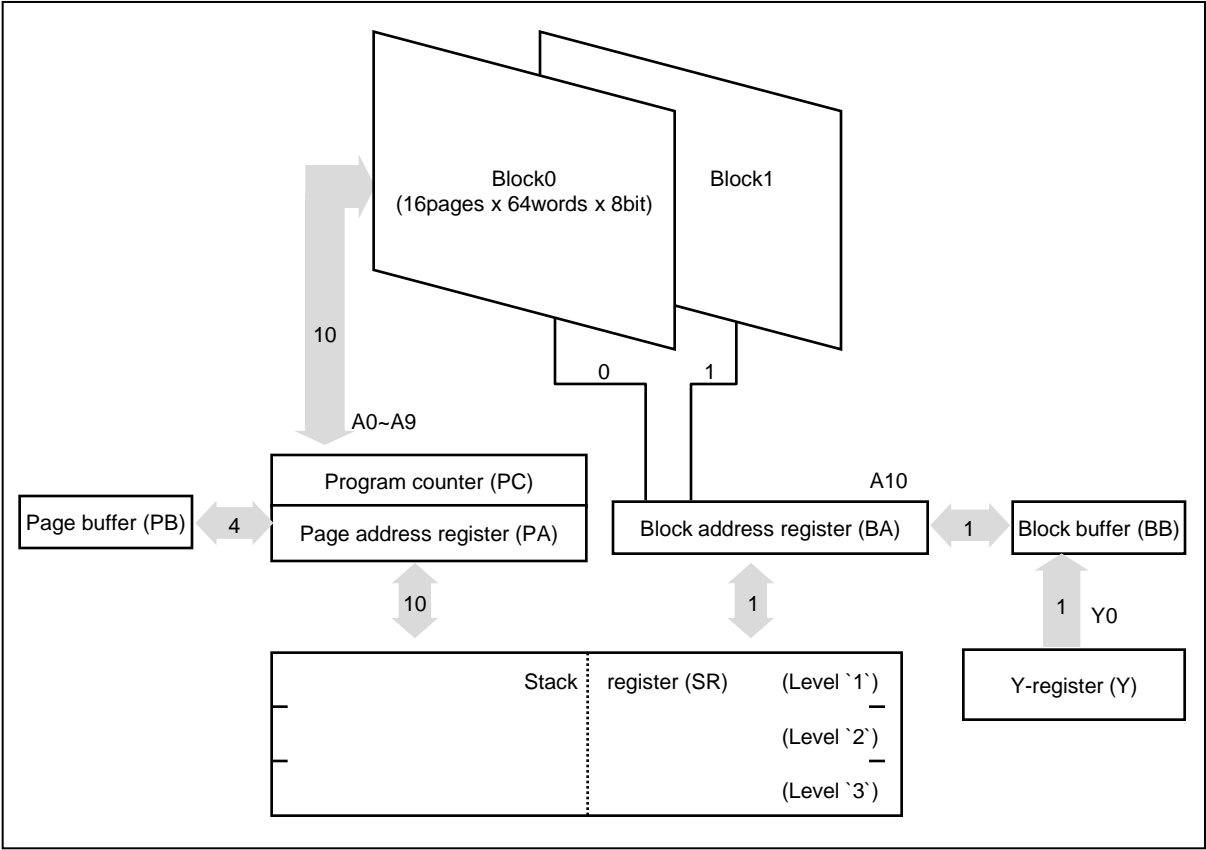 Block0
(16pages x 64words x 8bit)
Block1
10
0
1
A0~A9
Program counter (PC)
A10
Page buffer (PB)
4
Page address register (PA)
Block address register (BA)
1
Block buffer (BB)
10
1
1
Y0
Stack register (SR) (Level `1`)
Y-register (Y)
(Level `2`)
(Level `3`)